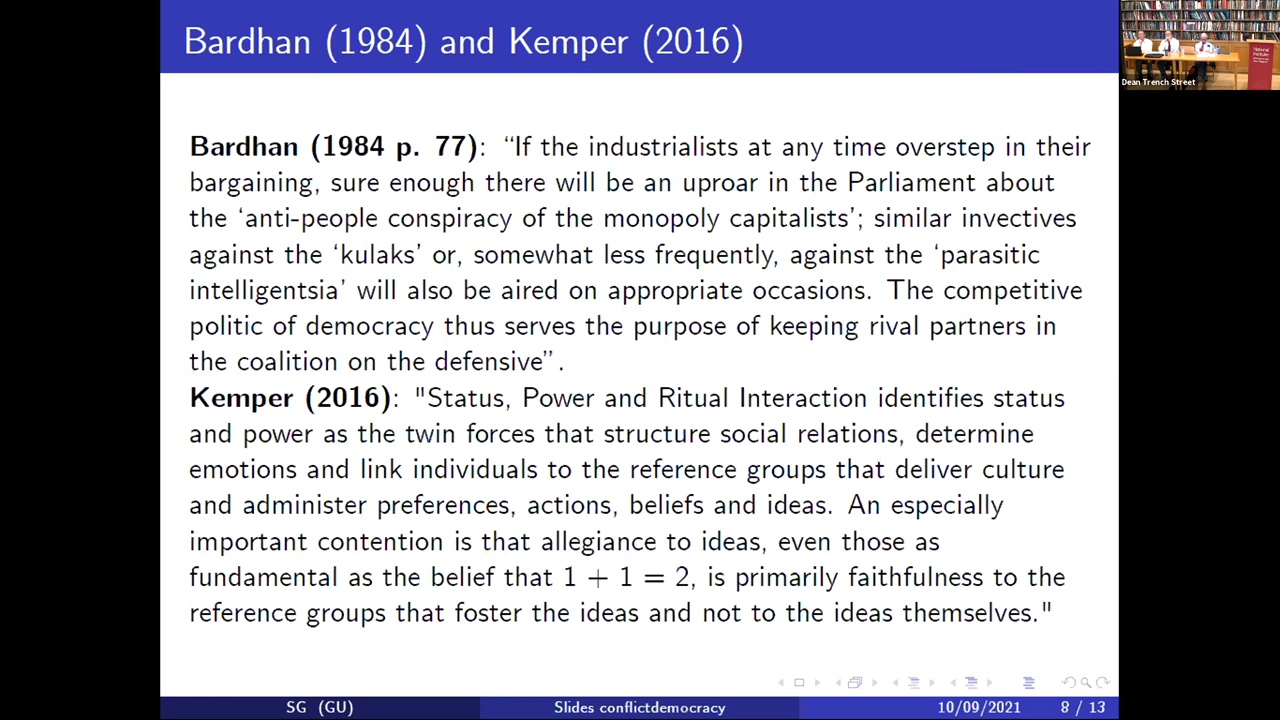 Bardhan (1984) and Kemper (2016)
Dean Trench Street
Bardhan (1984 p. 77): “If the industrialists at any time overstep in their
bargaining, sure enough there will be an uproar in the Parliament about
the ‘anti-people conspiracy of the monopoly capitalists’; similar invectives
against the ‘kulaks’ or, somewhat less frequently, against the ‘parasitic
intelligentsia’ will also be aired on appropriate occasions. The competitive
politic of democracy thus serves the purpose of keeping rival partners in
the coalition on the defensive”.
Kemper (2016): "Status, Power and Ritual Interaction identifies status
and power as the twin forces that structure social relations, determine
emotions and link individuals to the reference groups that deliver culture
and administer preferences, actions, beliefs and ideas. An especially
important contention is that allegiance to ideas, even those as
fundamental as the belief that 1 + 1 = 2, is primarily faithfulness to the
reference groups that foster the ideas and not to the ideas themselves."
SG (GU) Slides conflictdemocracy 10/09/2021 8 / 13